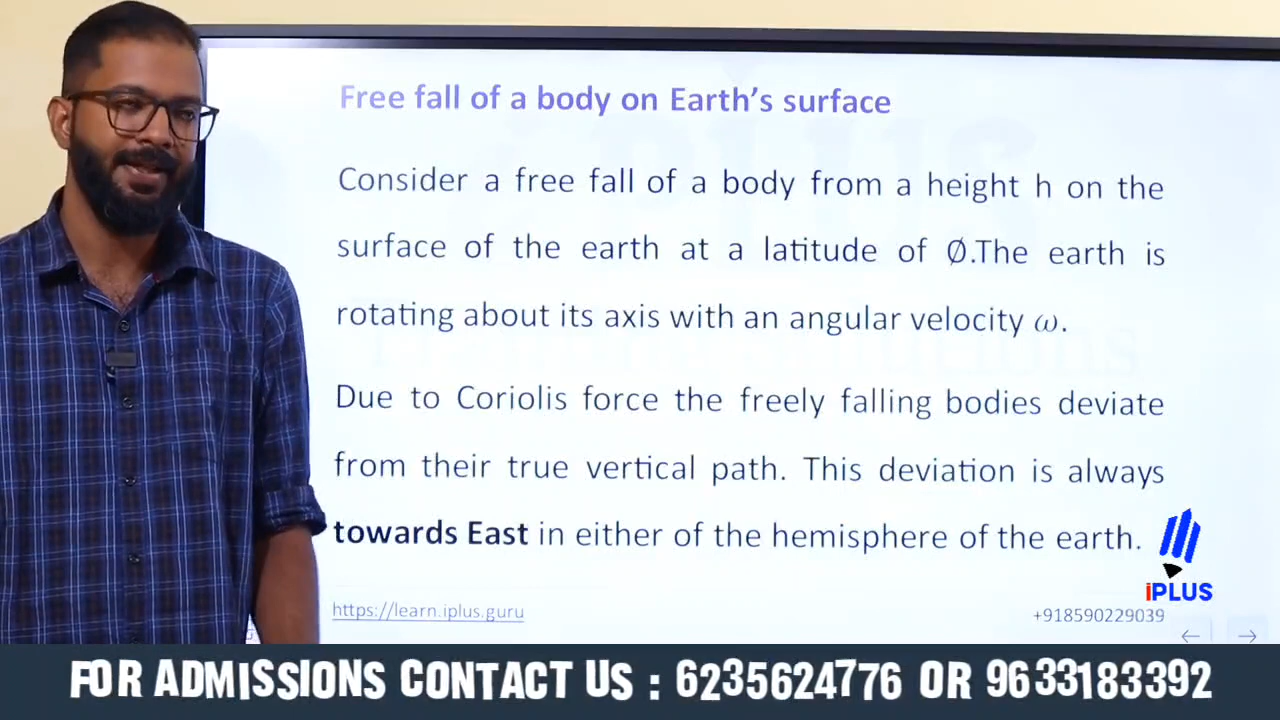 Free fall of a body on Earth's surface
Consider a free fall of a body from a height h on the
surface of the earth at a latitude of Ø.The earth is
rotating about its axis with an angular velocity ω.
Due to Coriolis force the freely falling bodies deviate
from their true vertical path. This deviation is always
towards East in either of the hemisphere of the earth.
iPLUS
https://learn.iplus.guru
+918590229039
FOR ADMISSIONS CONTACT US : 6235624776 OR 9633183392